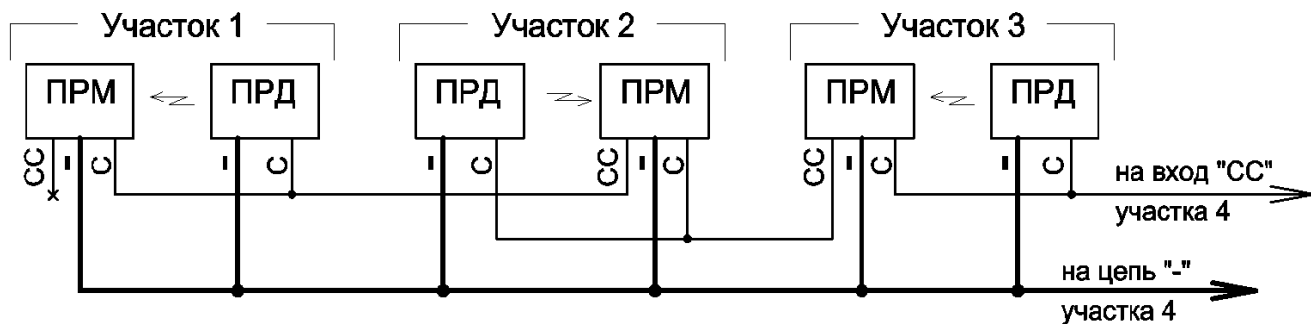 Участок 1 Участок 2 Участок 3
ПРМ ПРД ПРД ПРМ ПРМ ПРД
СС - С - С - С СС - С СС - С - С
х
на вход "СС"
участка 4
на цепь "-"
участка 4